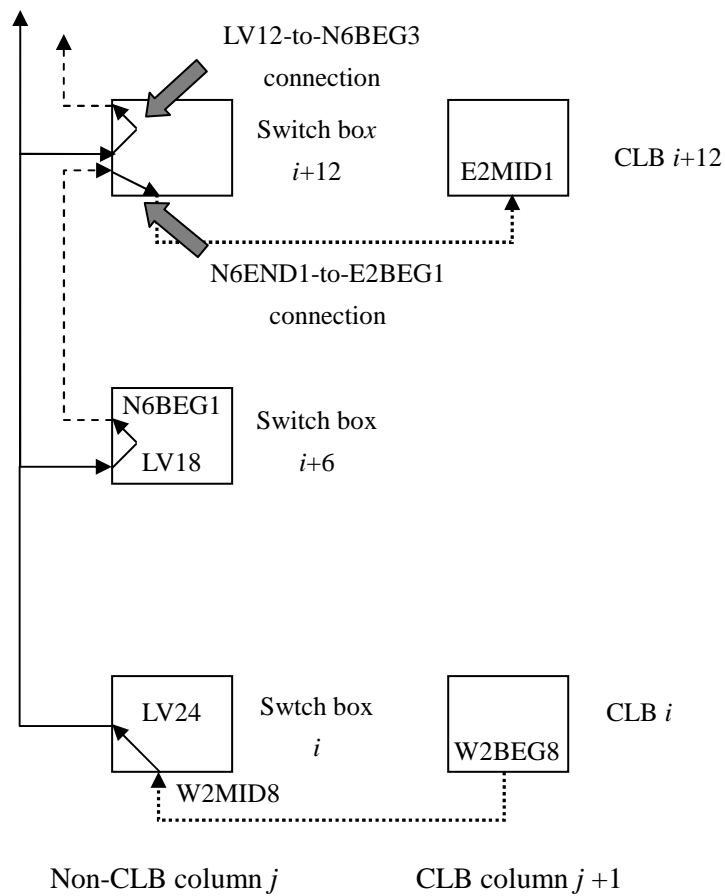 LV12-to-N6BEG3
connection
Switch box
i+12
E2MID1
CLB i+12
N6END1-to-E2BEG1
connection
N6BEG1
LV18
Switch box
i+6
LV24
Swtch box
i
CLB i
W2BEG8
W2MID8
Non-CLB column j
CLB column j +1